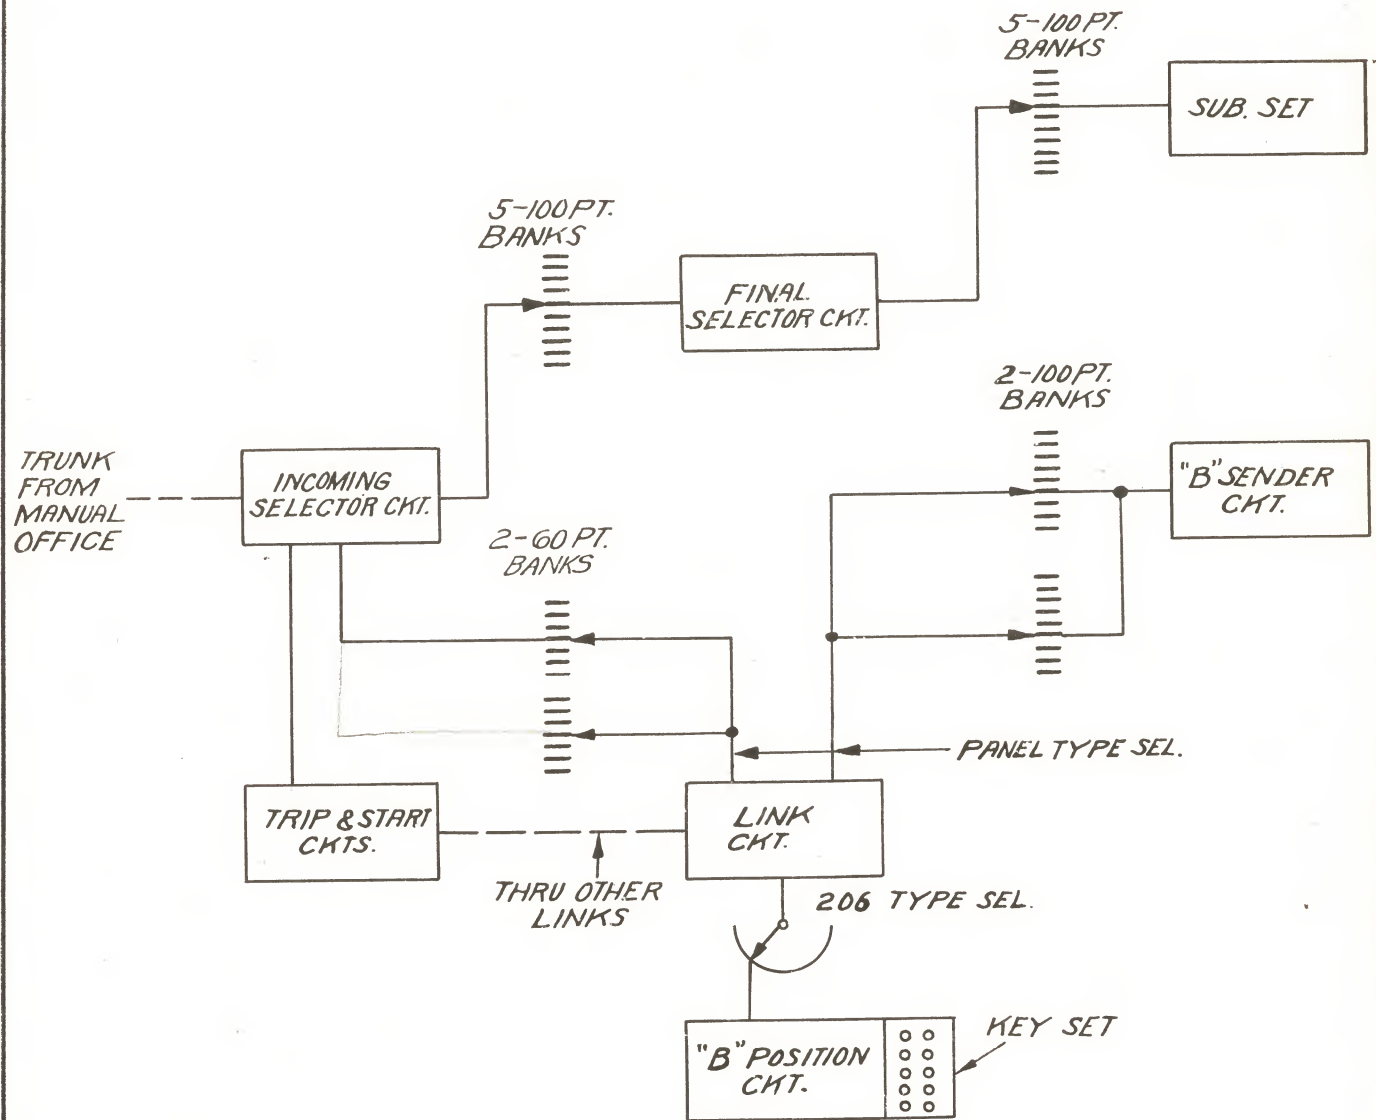 5-100 PT.
BANKS
SUB. SET
5-100 PT.
BANKS
FINAL
SELECTOR CKT.
2-100 PT.
BANKS
TRUNK
FROM
MANUAL
OFFICE
INCOMING
SELECTOR CKT.
"B" SENDER
CKT.
2-60 PT.
BANKS
PANEL TYPE SEL.
TRIP & START
CKTS.
LINK
CKT.
THRU OTHER
LINKS
206 TYPE SEL.
KEY SET
"B" POSITION
CKT.